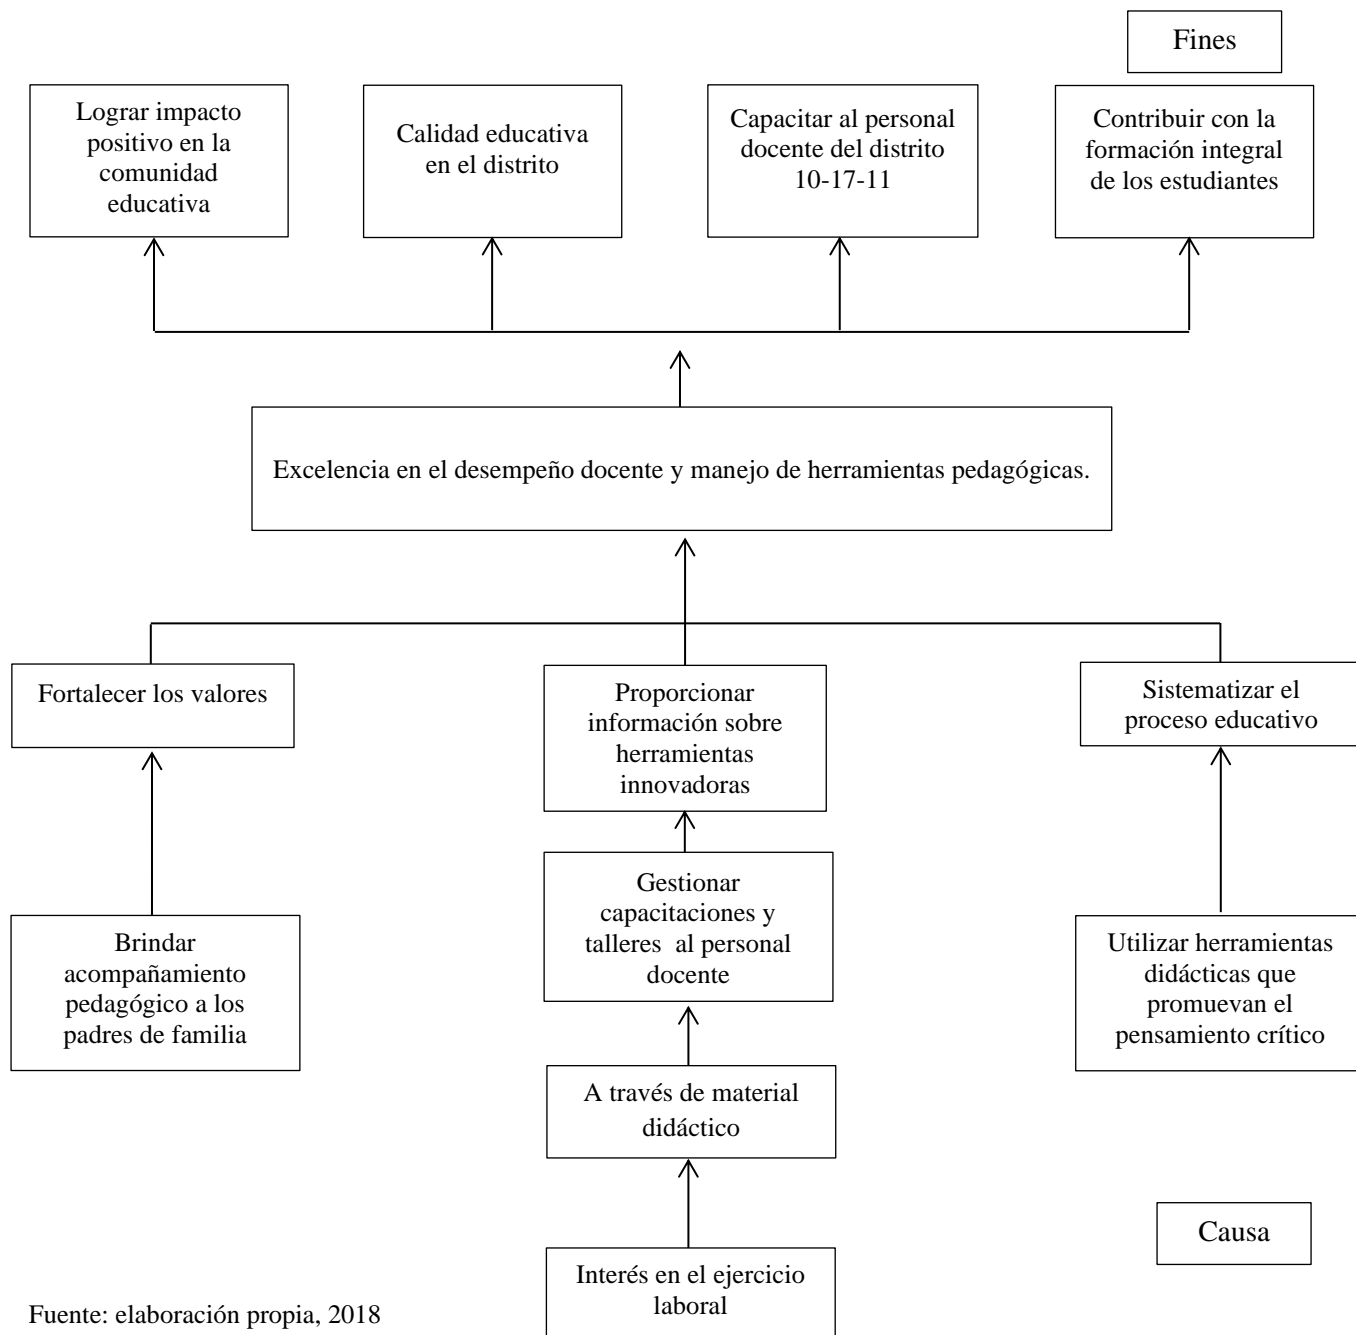 Fines
Lograr impacto
positivo en la
comunidad
educativa
Calidad educativa
en el distrito
Capacitar al personal
docente del distrito
10-17-11
Contribuir con la
formación integral
de los estudiantes
Excelencia en el desempeño docente y manejo de herramientas pedagógicas.
Fortalecer los valores
Proporcionar
información sobre
herramientas
innovadoras
Sistematizar el
proceso educativo
Gestionar
capacitaciones y
talleres al personal
docente
Brindar
acompañamiento
pedagógico a los
padres de familia
Utilizar herramientas
didácticas que
promuevan el
pensamiento crítico
A través de material
didáctico
Causa
Interés en el ejercicio
laboral
Fuente: elaboración propia, 2018